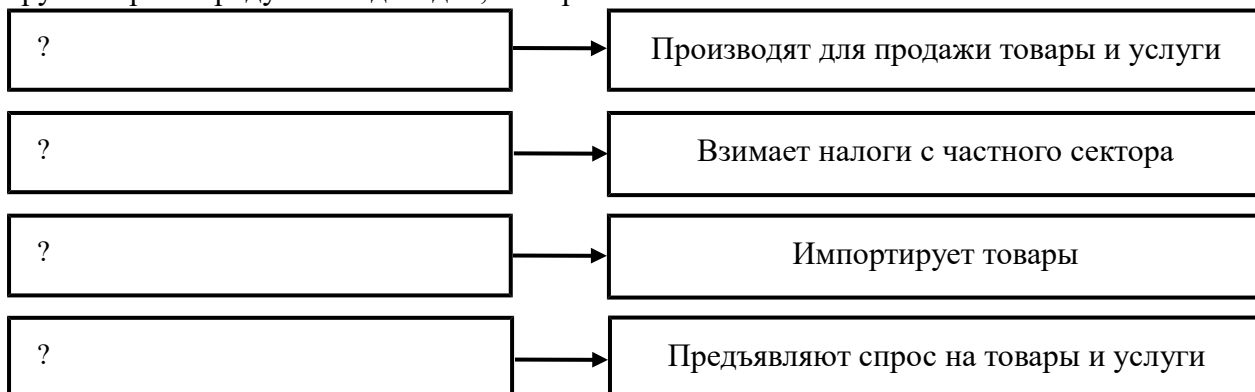 ? Производят для продажи товары и услуги
? Взимает налоги с частного сектора
? Импортирует товары
? Предъявляют спрос на товары и услуги